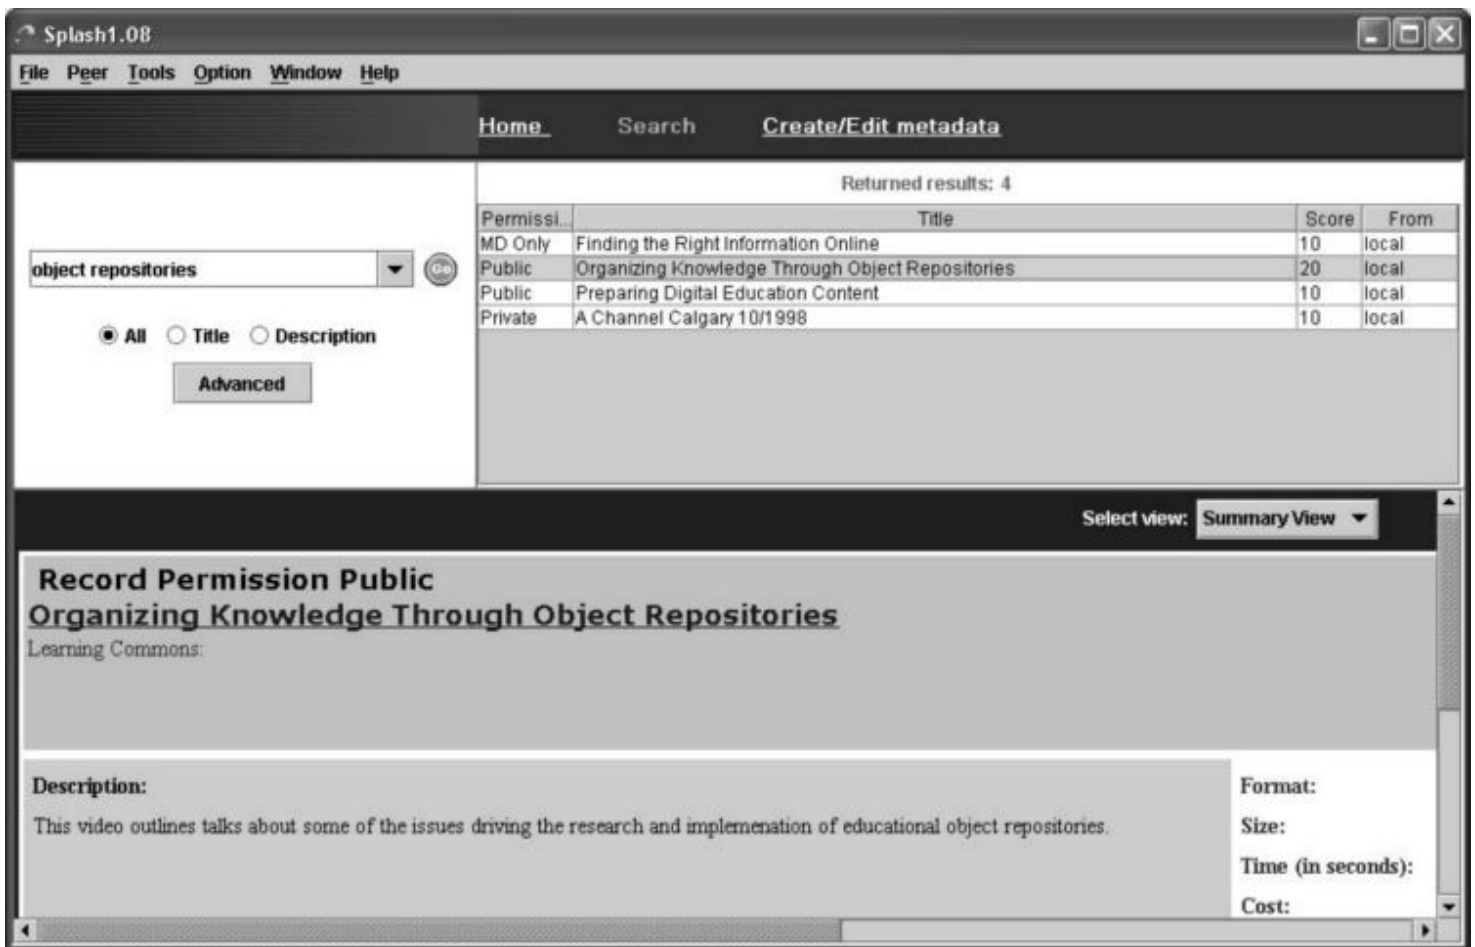 Splash1.08
File Peer Tools Option Window Help
Home Search Create/Edit metadata
object repositories Go
All Title Description
Advanced
Returned results: 4
Permissi... Title Score From
MD Only Finding the Right Information Online 10 local
Public Organizing Knowledge Through Object Repositories 20 local
Public Preparing Digital Education Content 10 local
Private A Channel Calgary 10/1998 10 local
Select view: Summary View
Record Permission Public
Organizing Knowledge Through Object Repositories
Learning Commons:
Description:
This video outlines talks about some of the issues driving the research and implemenation of educational object repositories.
Format:
Size:
Time (in seconds):
Cost: